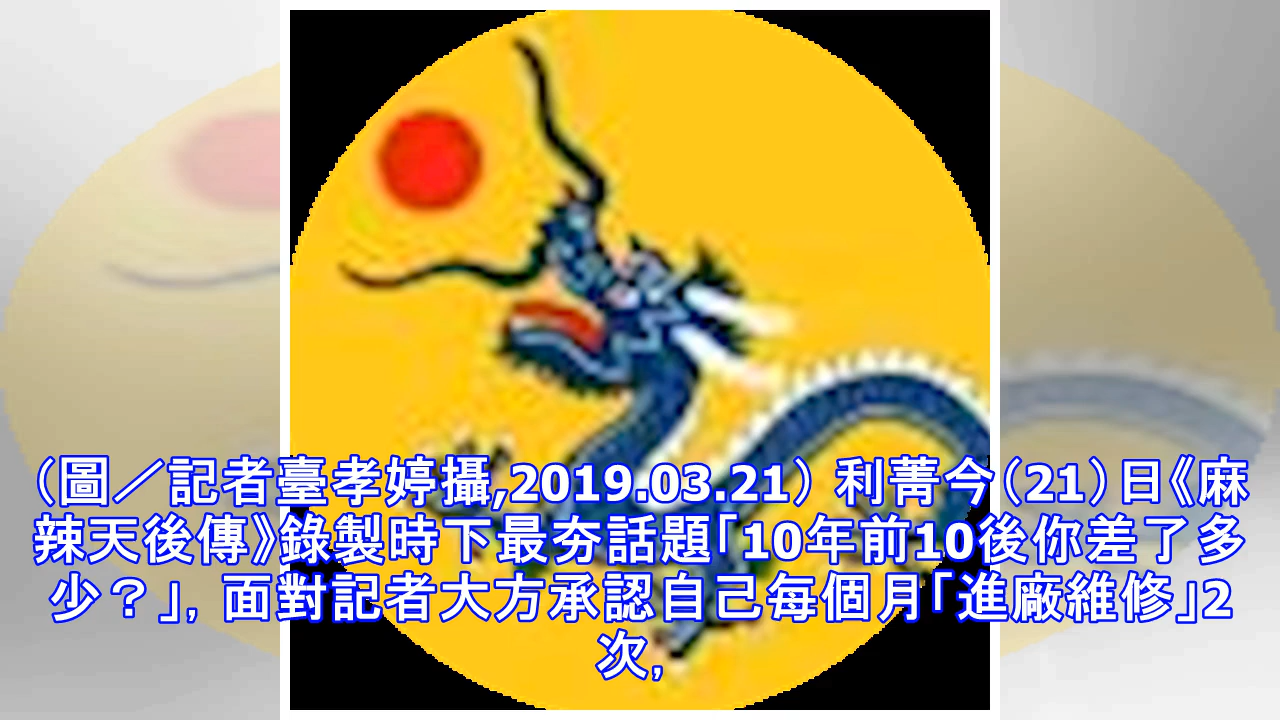 (圖／記者臺孝婷攝,2019.03.21) 利菁今(21)日《麻
辣天後傳》錄製時下最夯話題「10年前10後你差了多
少？」, 面對記者大方承認自己每個月「進廠維修」2
次,